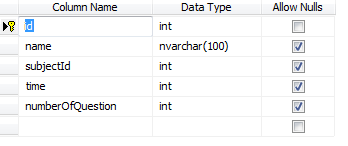 Column Name Data Type Allow Nulls
id int
name nvarchar(100)
subjectId int
time int
numberOfQuestion int